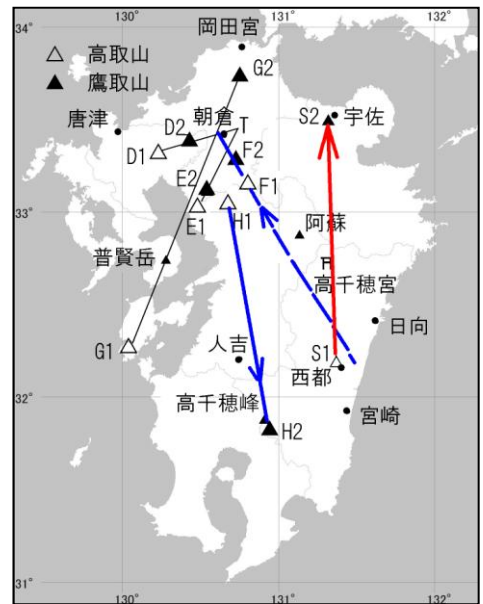 130° 131° 132°
34°
岡田宮
△ 高取山
▲ 鷹取山
G2
唐津
朝倉
S2
宇佐
D2
T
D1
F2
E2
F1
33°
E1
H1
阿蘇
普賢岳
高千穂宮
日向
G1
人吉
S1
西都
32°
高千穂峰
宮崎
H2
31°
130° 131° 132°